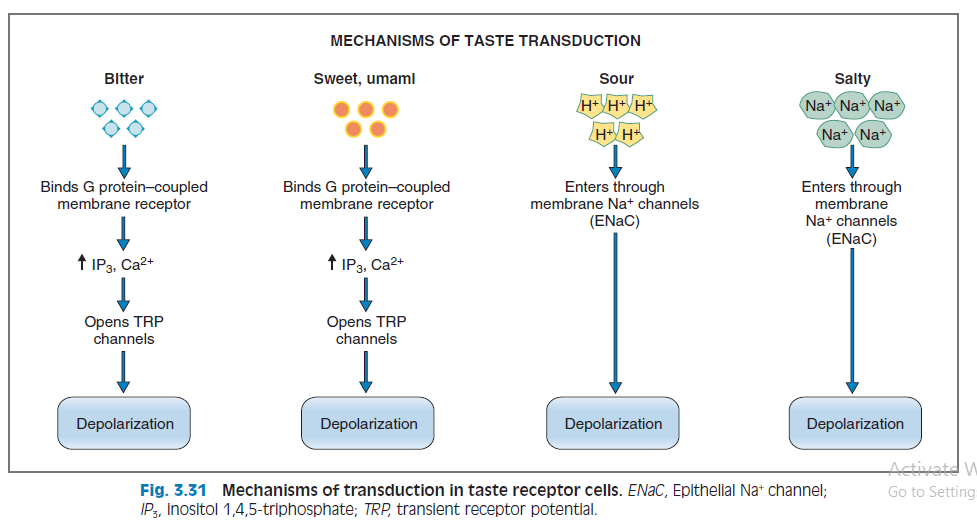 MECHANISMS OF TASTE TRANSDUCTION
Bitter
Binds G protein–coupled
membrane receptor
↑ IP3, Ca2+
Opens TRP
channels
Depolarization
Sweet, umami
Binds G protein–coupled
membrane receptor
↑ IP3, Ca2+
Opens TRP
channels
Depolarization
Sour
H+ H+ H+
H+ H+
Enters through
membrane Na+ channels
(ENaC)
Depolarization
Salty
Na+ Na+ Na+
Na+ Na+
Enters through
membrane
Na+ channels
(ENaC)
Depolarization
Fig. 3.31 Mechanisms of transduction in taste receptor cells. ENaC, Epithelial Na+ channel;
IP3, inositol 1,4,5-triphosphate; TRP, transient receptor potential.
Activate W
Go to Setting